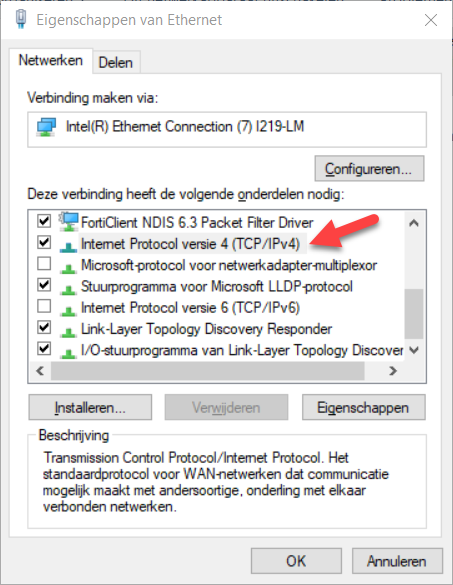 Eigenschappen van Ethernet
Netwerken
Delen
Verbinding maken via:
Intel(R) Ethernet Connection (7) I219-LM
Configureren...
Deze verbinding heeft de volgende onderdelen nodig:
FortiClient NDIS 6.3 Packet Filter Driver
Internet Protocol versie 4 (TCP/IPv4)
Microsoft-protocol voor netwerkadapter-multiplexor
Stuurprogramma voor Microsoft LLDP-protocol
Internet Protocol versie 6 (TCP/IPv6)
Link-Layer Topology Discovery Responder
I/O-stuurprogramma van Link-Layer Topology Discover
Installeren...
Verwijderen
Eigenschappen
Beschrijving
Transmission Control Protocol/Internet Protocol. Het
standaardprotocol voor WAN-netwerken dat communicatie
mogelijk maakt met andersoortige, onderling met elkaar
verbonden netwerken.
OK
Annuleren